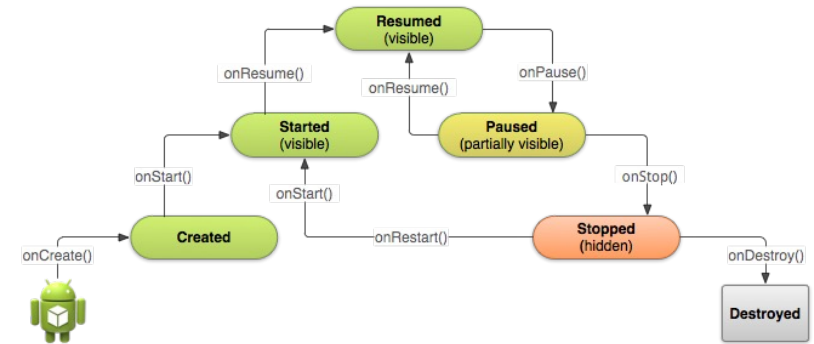 Resumed
(visible)
onResume()
onResume()
onPause()
Started
(visible)
Paused
(partially visible)
onStart()
onStart()
onStop()
Created
onRestart()
Stopped
(hidden)
onCreate()
onDestroy()
Destroyed